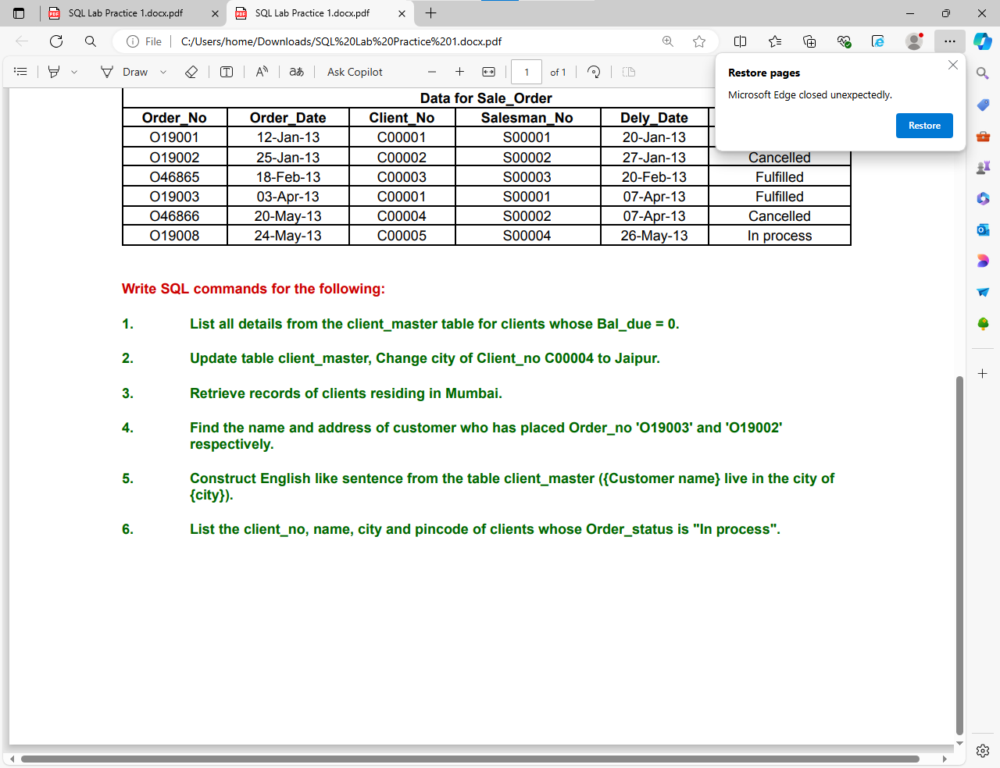 SQL Lab Practice 1.docx.pdf
SQL Lab Practice 1.docx.pdf
File
C:/Users/home/Downloads/SQL%20Lab%20Practice%201.docx.pdf
Draw
Ask Copilot
1
of 1
Restore pages
Microsoft Edge closed unexpectedly.
Restore
Data for Sale_Order
Order_No Order_Date Client_No Salesman_No Dely_Date
O19001 12-Jan-13 C00001 S00001 20-Jan-13
O19002 25-Jan-13 C00002 S00002 27-Jan-13 Cancelled
O46865 18-Feb-13 C00003 S00003 20-Feb-13 Fulfilled
O19003 03-Apr-13 C00001 S00001 07-Apr-13 Fulfilled
O46866 20-May-13 C00004 S00002 07-Apr-13 Cancelled
O19008 24-May-13 C00005 S00004 26-May-13 In process
Write SQL commands for the following:
1. List all details from the client_master table for clients whose Bal_due = 0.
2. Update table client_master, Change city of Client_no C00004 to Jaipur.
3. Retrieve records of clients residing in Mumbai.
4. Find the name and address of customer who has placed Order_no 'O19003' and 'O19002'
respectively.
5. Construct English like sentence from the table client_master ({Customer name} live in the city of
{city}).
6. List the client_no, name, city and pincode of clients whose Order_status is "In process".